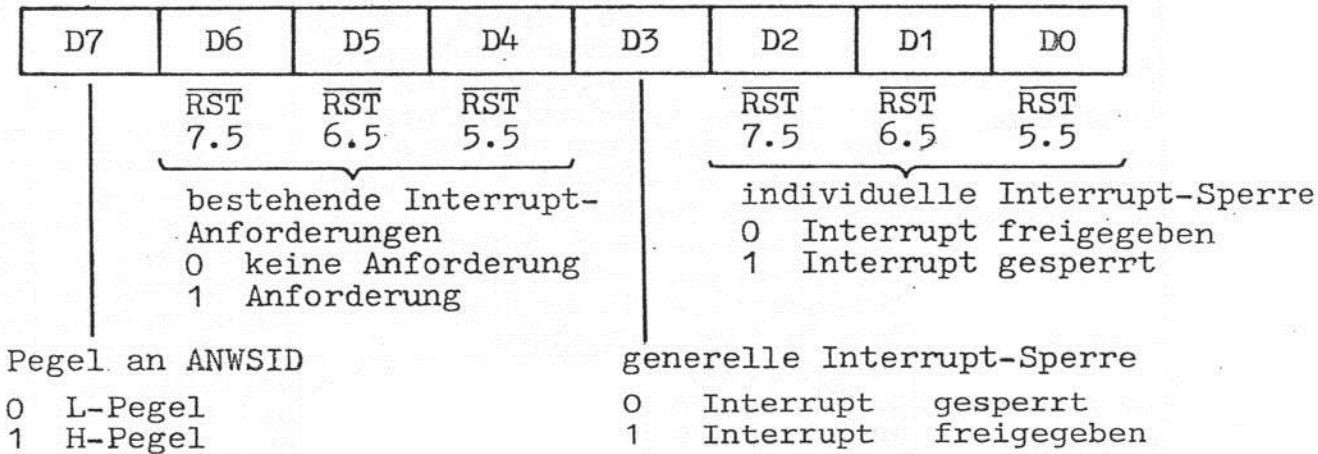 D7 D6 D5 D4 D3 D2 D1 D0
RST RST RST RST RST RST
7.5 6.5 5.5 7.5 6.5 5.5
bestehende Interrupt-
Anforderungen
0 keine Anforderung
1 Anforderung
individuelle Interrupt-Sperre
0 Interrupt freigegeben
1 Interrupt gesperrt
Pegel an ANWSID
0 L-Pegel
1 H-Pegel
generelle Interrupt-Sperre
0 Interrupt gesperrt
1 Interrupt freigegeben